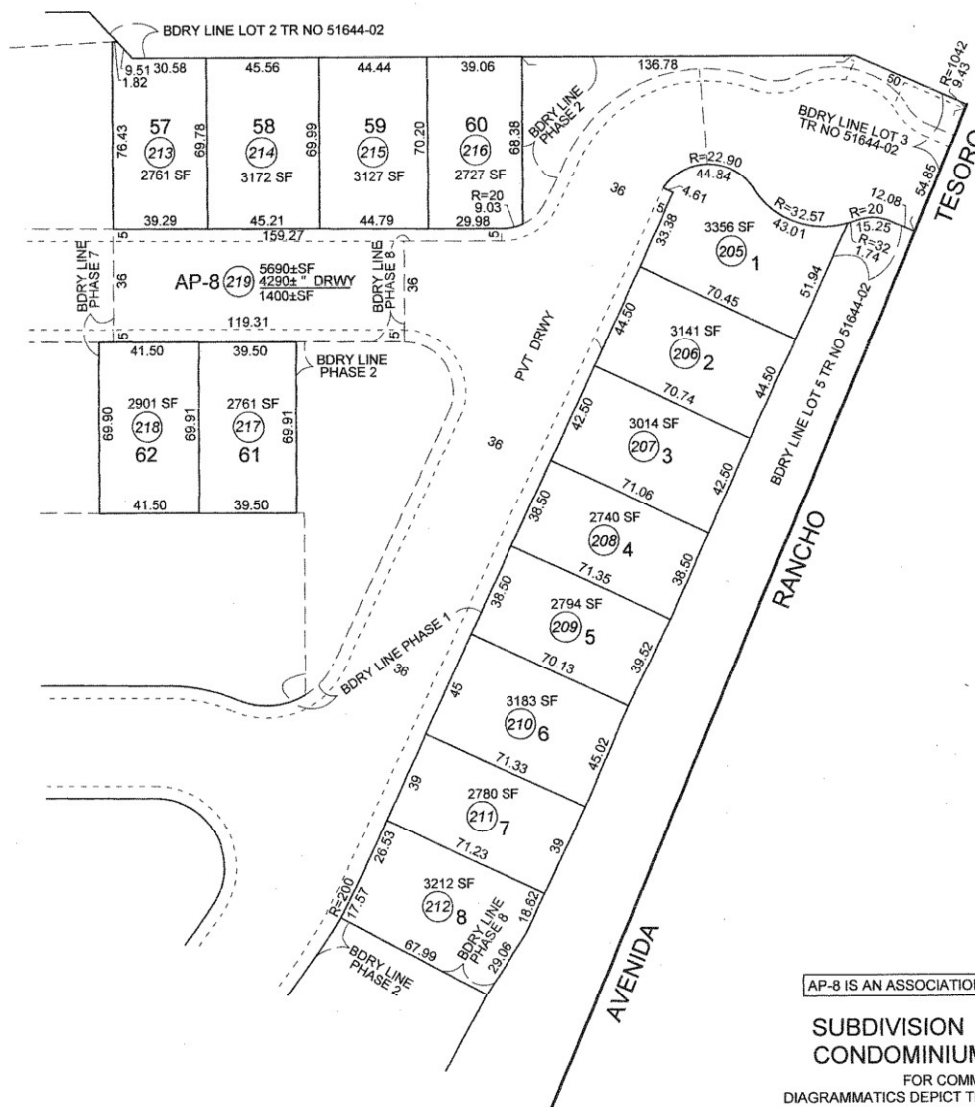 BDRY LINE LOT 2 TR NO 51644-02
9.51
1.82
30.58
45.56
44.44
39.06
136.78
50
R=1042
9.43
BDRY LINE
PHASE 2
BDRY LINE LOT 3
TR NO 51644-02
TESORO
54.85
76.43
57
213
2761 SF
69.78
58
214
3172 SF
69.99
59
215
3127 SF
70.20
60
216
2727 SF
68.38
R=20
9.03
39.29
45.21
44.79
29.98
36
R=22.90
44.84
4.61
5
33.38
R=32.57
43.01
R=20
15.25
R=32
1.74
12.08
3356 SF
205 1
51.94
70.45
5
159.27
5
BDRY LINE
PHASE 7
36
AP-8 219
5690±SF
4290± " DRWY
1400±SF
BDRY LINE
PHASE 8
36
119.31
5
5
41.50
39.50
BDRY LINE
PHASE 2
69.90
2901 SF
218
62
69.91
2761 SF
217
61
69.91
41.50
39.50
PVT DRWY
36
44.50
3141 SF
206 2
44.50
70.74
42.50
3014 SF
207 3
42.50
71.06
38.50
2740 SF
208 4
38.50
71.35
38.50
2794 SF
209 5
39.52
70.13
BDRY LINE PHASE 1
36
45
3183 SF
210 6
45.02
71.33
39
2780 SF
211 7
39
71.23
26.53
R=200
17.57
3212 SF
212 8
18.62
29.06
67.99
BDRY LINE
PHASE 8
BDRY LINE
PHASE 2
BDRY LINE LOT 5 TR NO 51644-02
RANCHO
AVENIDA
AP-8 IS AN ASSOCIATION
SUBDIVISION
CONDOMINIUM
FOR COMM
DIAGRAMMATICS DEPICT T